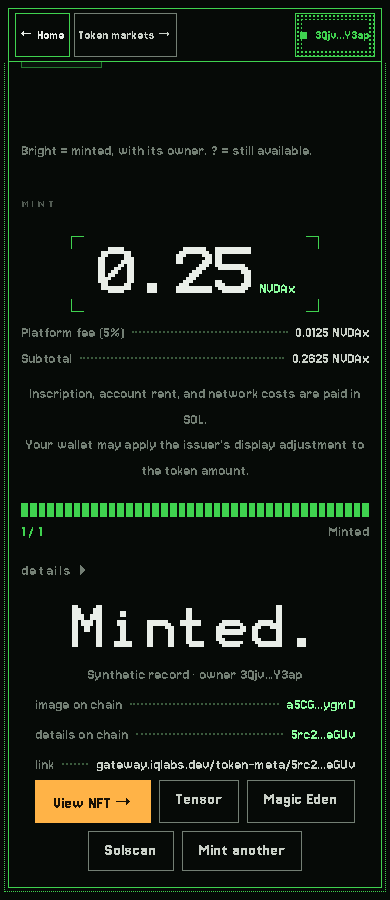 ← Home
Token markets →
3Qjv...Y3ap
Bright = minted, with its owner. ? = still available.
MINT
0.25 NVDAx
Platform fee (5%) 0.0125 NVDAx
Subtotal 0.2625 NVDAx
Inscription, account rent, and network costs are paid in
SOL.
Your wallet may apply the issuer's display adjustment to
the token amount.
1 / 1 Minted
details ▶
Minted.
Synthetic record · owner 3Qjv...Y3ap
image on chain a5CG...ygmD
details on chain 5rc2...eGUv
link gateway.iqlabs.dev/token-meta/5rc2...eGUv
View NFT →
Tensor
Magic Eden
Solscan
Mint another